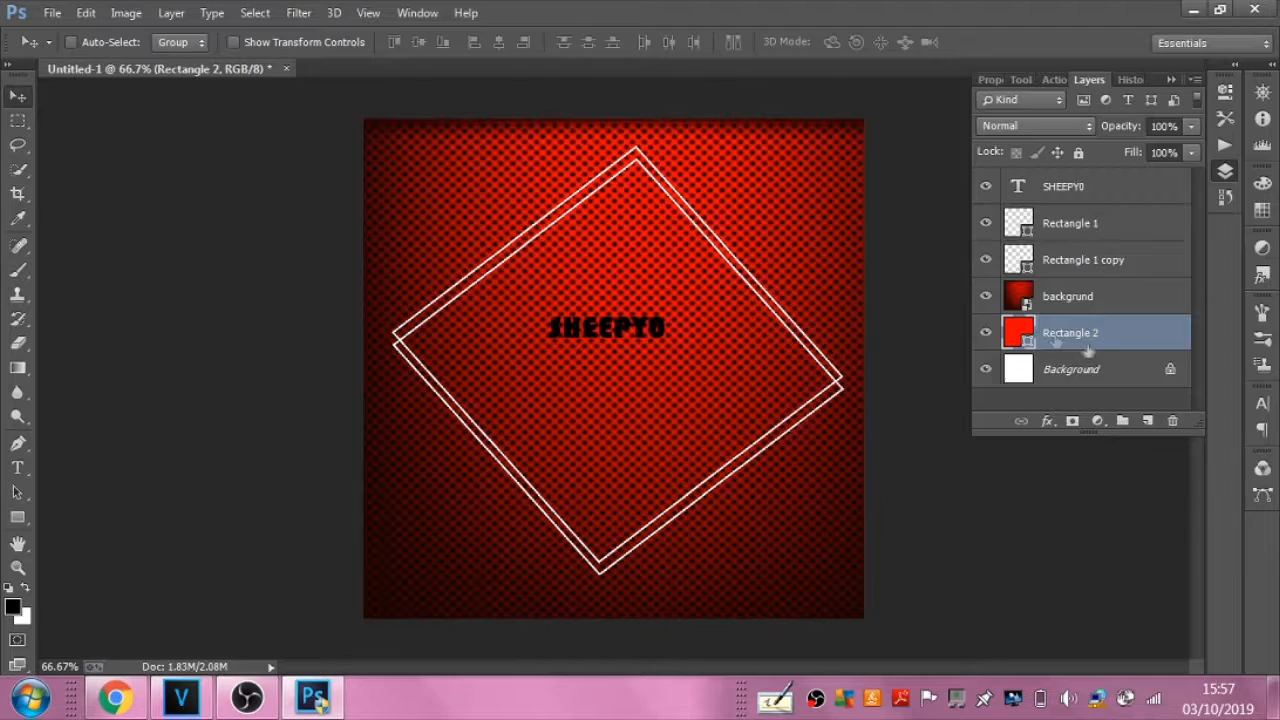 Ps File Edit Image Layer Type Select Filter 3D View Window Help
Auto-Select: Group Show Transform Controls 3D Mode: Essentials
Untitled-1 @ 66.7% (Rectangle 2, RGB/8) * ×
Prop Tool Actio Layers Histo
Kind
Normal Opacity: 100%
Lock: Fill: 100%
SHEEPY0
Rectangle 1
Rectangle 1 copy
backgrund
Rectangle 2
Background
SHEEPY0
66.67% Doc: 1.83M/2.08M
15:57
03/10/2019